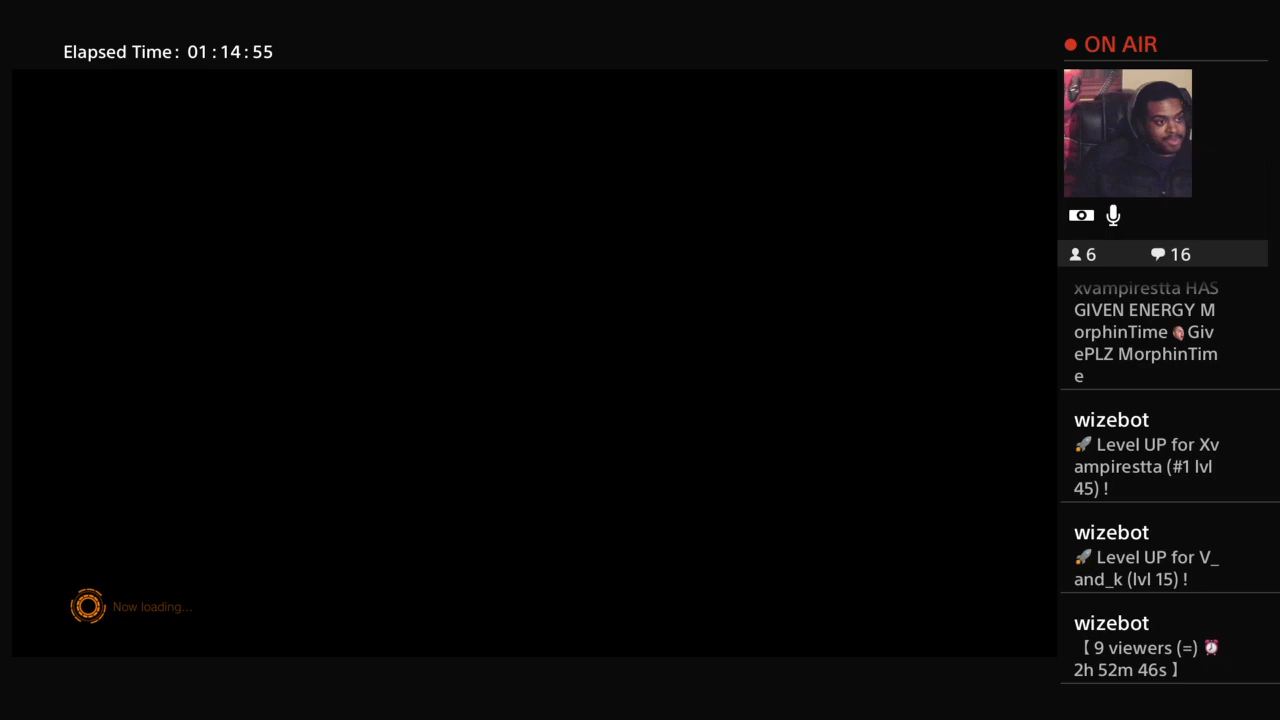 Elapsed Time: 01:14:55
ON AIR
6 16
xvampirestta HAS
GIVEN ENERGY M
orphinTime Giv
ePLZ MorphinTim
e
wizebot
🚀 Level UP for Xv
ampirestta (#1 lvl
45) !
wizebot
🚀 Level UP for V_
and_k (lvl 15) !
wizebot
【 9 viewers (=) ⏰
2h 52m 46s 】
Now loading...